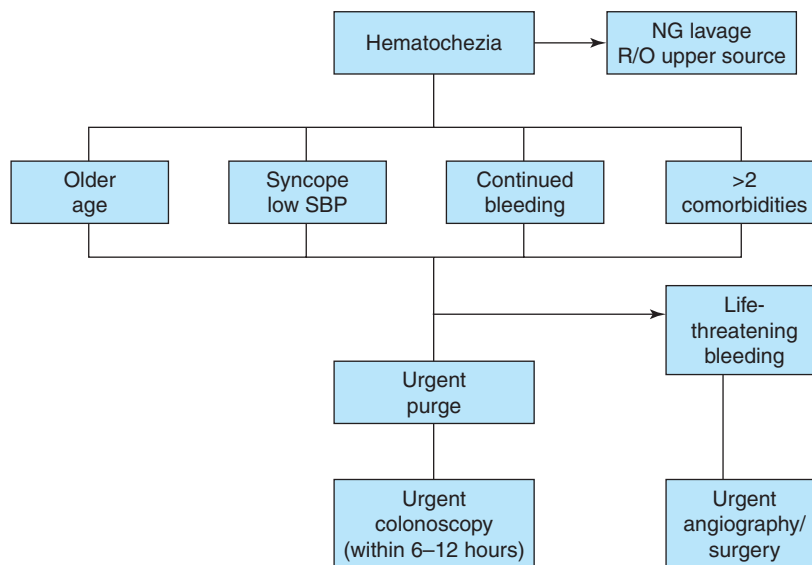 Hematochezia
NG lavage
R/O upper source
Older
age
Syncope
low SBP
Continued
bleeding
>2
comorbidities
Life-
threatening
bleeding
Urgent
purge
Urgent
colonoscopy
(within 6–12 hours)
Urgent
angiography/
surgery